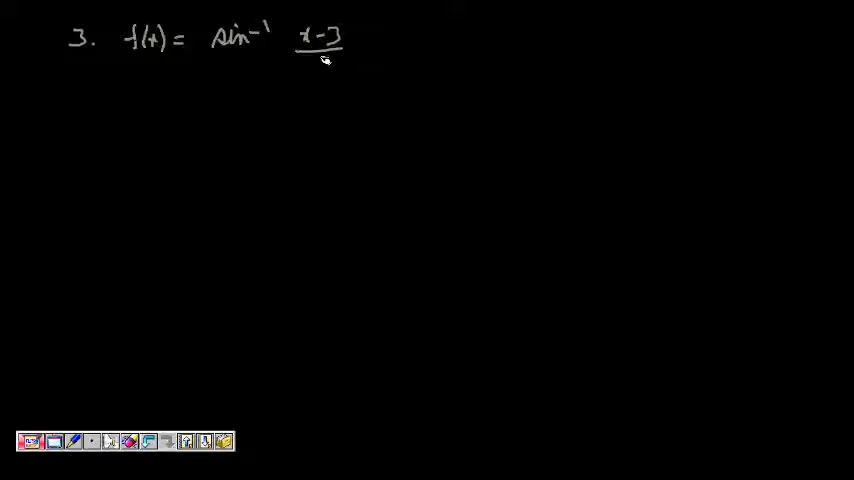 3. f(x) = sin⁻¹ x-3/